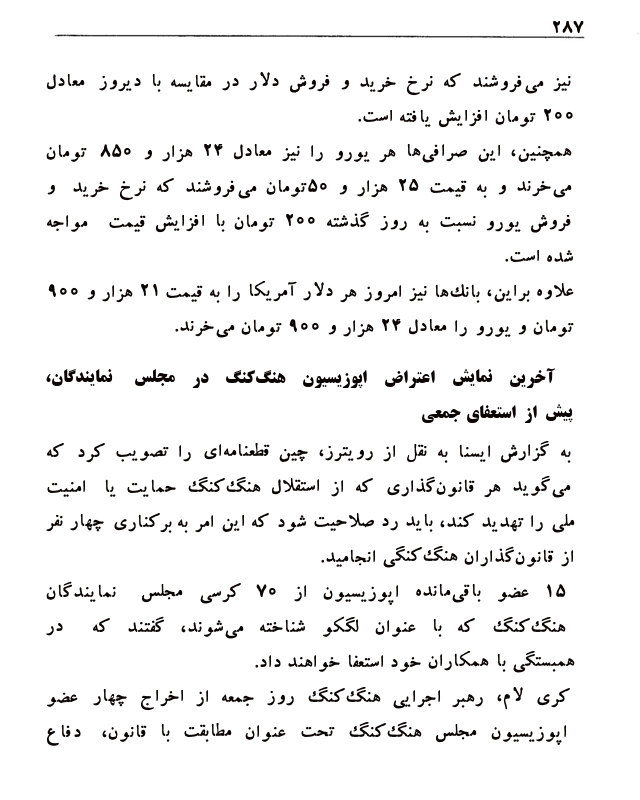 ۲۸۷
نیز می‌فروشند که نرخ خرید و فروش دلار در مقایسه با دیروز معادل
۲۰۰ تومان افزایش یافته است.
همچنین، این صرافی‌ها هر یورو را نیز معادل ۲۴ هزار و ۸۵۰ تومان
می‌خرند و به قیمت ۲۵ هزار و ۵۰تومان می‌فروشند که نرخ خرید و
فروش یورو نسبت به روز گذشته ۲۰۰ تومان با افزایش قیمت مواجه
شده است.
علاوه براین، بانك‌ها نیز امروز هر دلار آمریکا را به قیمت ۲۱ هزار و ۹۰۰
تومان و یورو را معادل ۲۴ هزار و ۹۰۰ تومان می‌خرند.
آخرین نمایش اعتراض اپوزیسیون هنگ‌کنگ در مجلس نمایندگان،
پیش از استعفای جمعی
به گزارش ایسنا به نقل از رویترز، چین قطعنامه‌ای را تصویب کرد که
می‌گوید هر قانون‌گذاری که از استقلال هنگ‌کنگ حمایت یا امنیت
ملی را تهدید کند، باید رد صلاحیت شود که این امر به برکناری چهار نفر
از قانون‌گذاران هنگ‌کنگی انجامید.
۱۵ عضو باقی‌مانده اپوزیسیون از ۷۰ کرسی مجلس نمایندگان
هنگ‌کنگ که با عنوان لگکو شناخته می‌شوند، گفتند که در
همبستگی با همکاران خود استعفا خواهند داد.
کری لام، رهبر اجرایی هنگ‌کنگ روز جمعه از اخراج چهار عضو
اپوزیسیون مجلس هنگ‌کنگ تحت عنوان مطابقت با قانون، دفاع